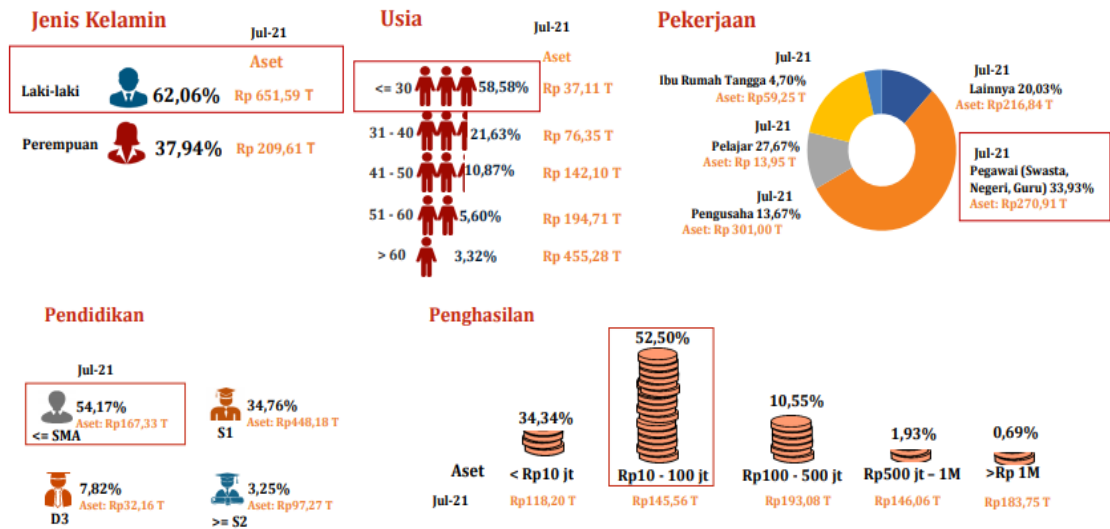 Jenis Kelamin
Jul-21
Aset
Laki-laki
62,06%
Rp 651,59 T
Perempuan
37,94%
Rp 209,61 T
Usia
Jul-21
Aset
<= 30
58,58%
Rp 37,11 T
31 - 40
21,63%
Rp 76,35 T
41 - 50
10,87%
Rp 142,10 T
51 - 60
5,60%
Rp 194,71 T
> 60
3,32%
Rp 455,28 T
Pekerjaan
Jul-21
Ibu Rumah Tangga 4,70%
Aset: Rp59,25 T
Jul-21
Pelajar 27,67%
Aset: Rp 13,95 T
Jul-21
Pengusaha 13,67%
Aset: Rp 301,00 T
Jul-21
Lainnya 20,03%
Aset: Rp216,84 T
Jul-21
Pegawai (Swasta,
Negeri, Guru) 33,93%
Aset: Rp270,91 T
Pendidikan
Jul-21
54,17%
Aset: Rp167,33 T
<= SMA
34,76%
Aset: Rp448,18 T
S1
7,82%
Aset: Rp32,16 T
D3
3,25%
Aset: Rp97,27 T
>= S2
Penghasilan
34,34%
52,50%
10,55%
1,93%
0,69%
Aset
< Rp10 jt
Rp10 - 100 jt
Rp100 - 500 jt
Rp500 jt – 1M
>Rp 1M
Jul-21
Rp118,20 T
Rp145,56 T
Rp193,08 T
Rp146,06 T
Rp183,75 T